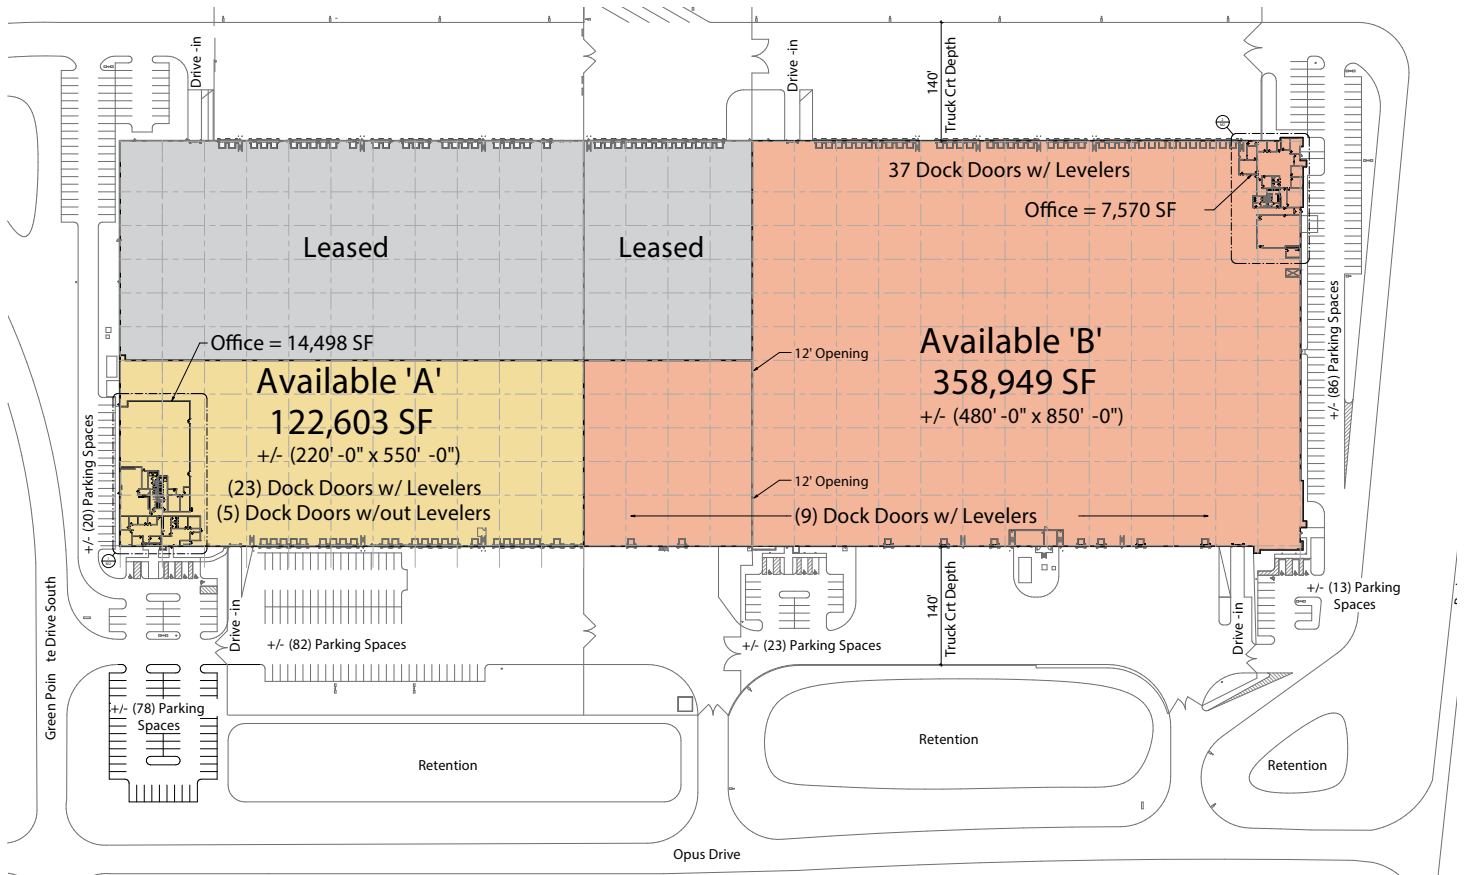 Drive -in
Drive -in
140'
Truck Crt Depth
37 Dock Doors w/ Levelers
Office = 7,570 SF
Leased
Leased
Office = 14,498 SF
Available 'A'
122,603 SF
+/- (220' -0" x 550' -0")
(23) Dock Doors w/ Levelers
(5) Dock Doors w/out Levelers
12' Opening
12' Opening
Available 'B'
358,949 SF
+/- (480' -0" x 850' -0")
(9) Dock Doors w/ Levelers
+/- (86) Parking Spaces
+/- (20) Parking Spaces
Drive -in
+/- (82) Parking Spaces
+/- (23) Parking Spaces
140'
Truck Crt Depth
Drive -in
+/- (13) Parking
Spaces
+/- (78) Parking
Spaces
Green Poin te Drive South
Retention
Retention
Retention
Opus Drive